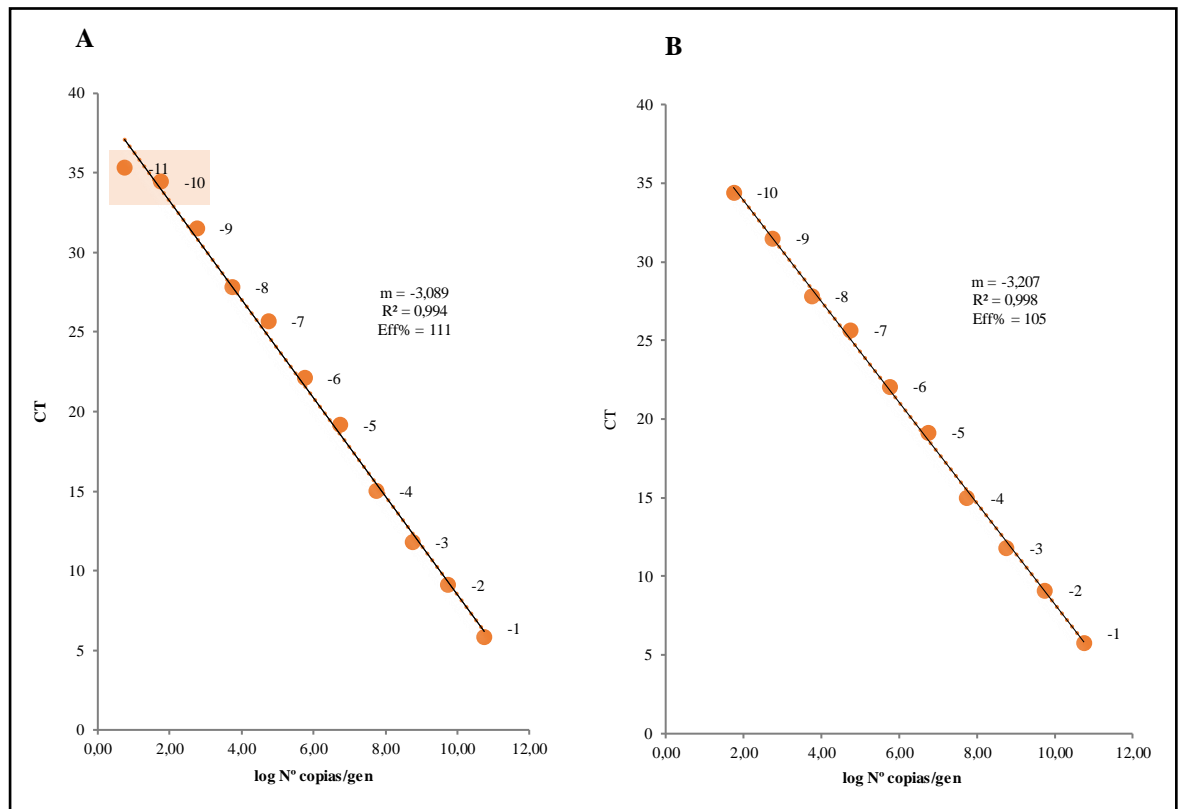 A
40
35
30
25
20
15
10
5
0
CT
-11
-10
-9
-8
-7
-6
-5
-4
-3
-2
-1
m = -3,089
R² = 0,994
Eff% = 111
0,00 2,00 4,00 6,00 8,00 10,00 12,00
log Nº copias/gen
B
40
35
30
25
20
15
10
5
0
CT
-10
-9
-8
-7
-6
-5
-4
-3
-2
-1
m = -3,207
R² = 0,998
Eff% = 105
0,00 2,00 4,00 6,00 8,00 10,00 12,00
log Nº copias/gen